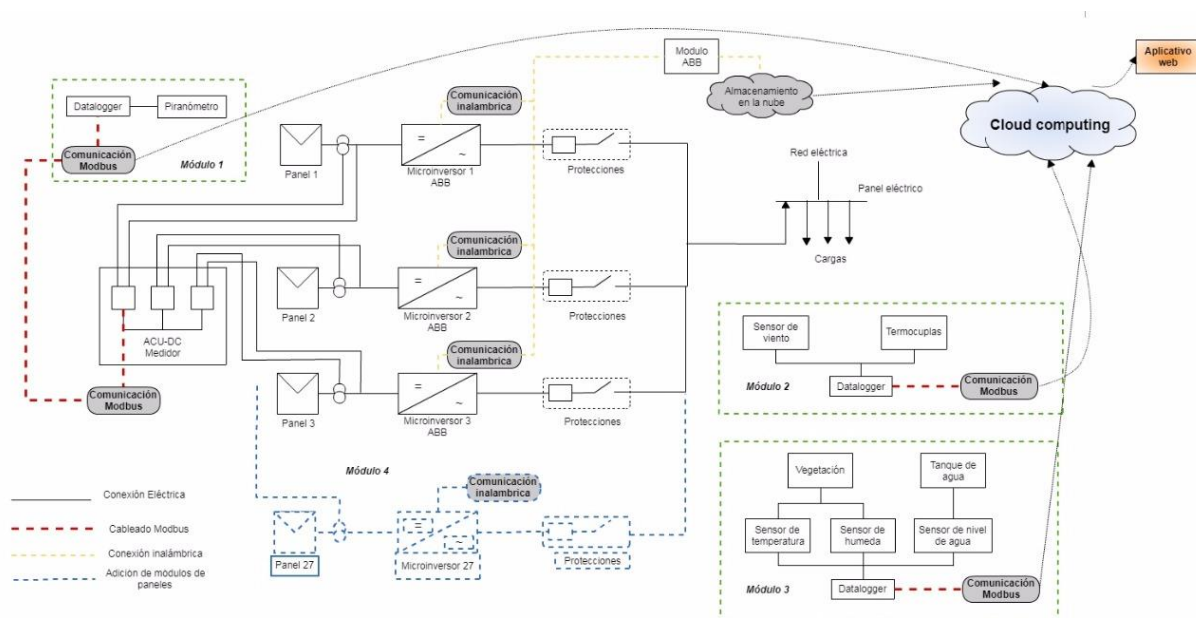 Modulo
ABB
Almacenamiento
en la nube
Aplicativo
web
Cloud computing
Datalogger
Piranómetro
Comunicación
Modbus
Módulo 1
Panel 1
Comunicación
inalambrica
=
~
Microinversor 1
ABB
Protecciones
Red eléctrica
Panel eléctrico
Cargas
ACU-DC
Medidor
Comunicación
Modbus
Panel 2
Comunicación
inalambrica
=
~
Microinversor 2
ABB
Protecciones
Panel 3
Comunicación
inalambrica
=
~
Microinversor 3
ABB
Protecciones
Sensor de
viento
Termocuplas
Módulo 2
Datalogger
Comunicación
Modbus
Módulo 4
Comunicación
inalambrica
Panel 27
=
~
Microinversor 27
Protecciones
Vegetación
Tanque de
agua
Sensor de
temperatura
Sensor de
humeda
Sensor de nivel
de agua
Módulo 3
Datalogger
Comunicación
Modbus
Conexión Eléctrica
Cableado Modbus
Conexión inalámbrica
Adición de módulos de
paneles